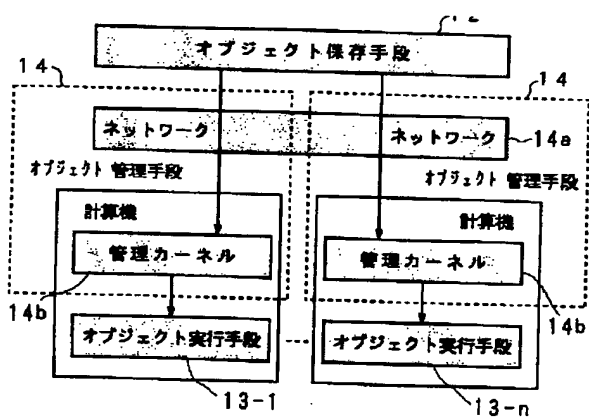 オブジェクト保存手段
14 14
ネットワーク ネットワーク 14a
オブジェクト管理手段 オブジェクト管理手段
計算機 計算機
管理カーネル 管理カーネル
14b 14b
オブジェクト実行手段 オブジェクト実行手段
13-1 13-n